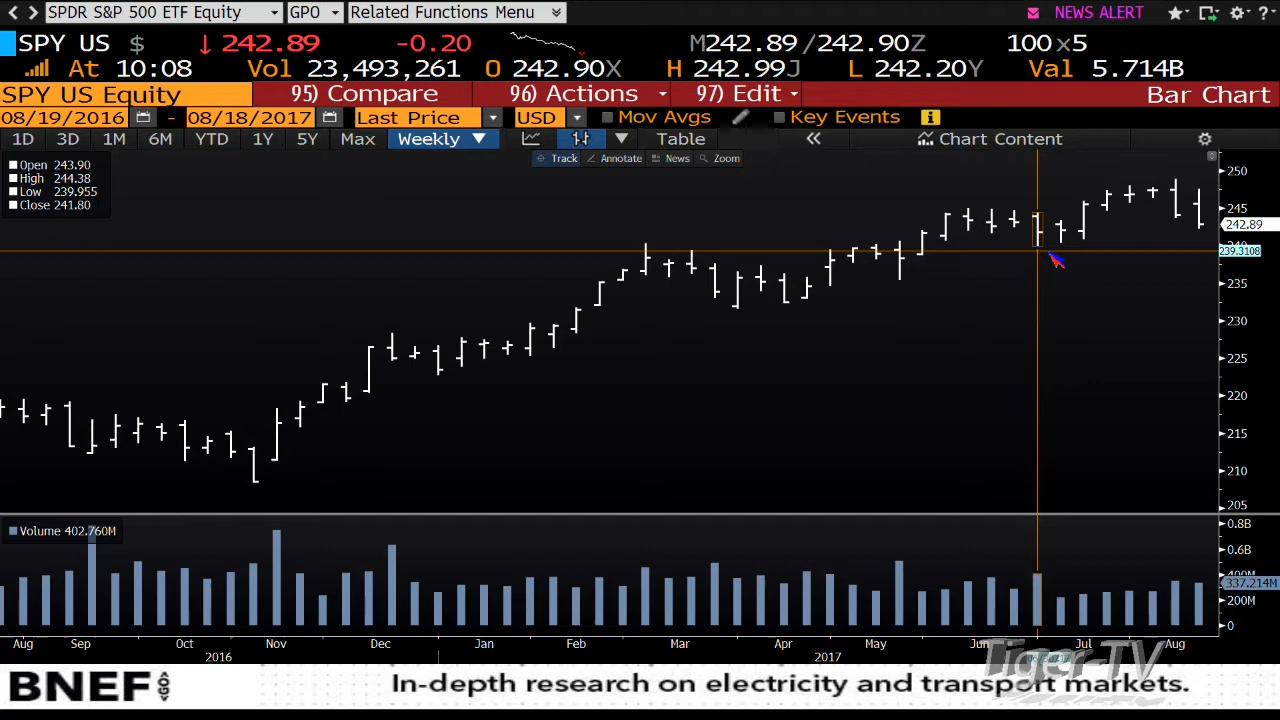 SPDR S&P 500 ETF Equity GPO Related Functions Menu NEWS ALERT ?
SPY US $ ↓ 242.89 -0.20 M242.89/242.90Z 100x5
At 10:08 Vol 23,493,261 O 242.90X H 242.99J L 242.20Y Val 5.714B
SPY US Equity 95) Compare 96) Actions 97) Edit Bar Chart
08/19/2016 - 08/18/2017 Last Price USD Mov Avgs Key Events i
1D 3D 1M 6M YTD 1Y 5Y Max Weekly ▼ Table « Chart Content
Track Annotate News Zoom
Open 243.90
High 244.38
Low 239.955
Close 241.80
250
245
242.89
240
239.3108
235
230
225
220
215
210
205
Volume 402.760M
0.8B
0.6B
400M
337.214M
200M
0
Aug Sep Oct Nov Dec Jan Feb Mar Apr May Jun Jul Aug
2016 2017
Tiger-TV
BNEF <GO> In-depth research on electricity and transport markets.